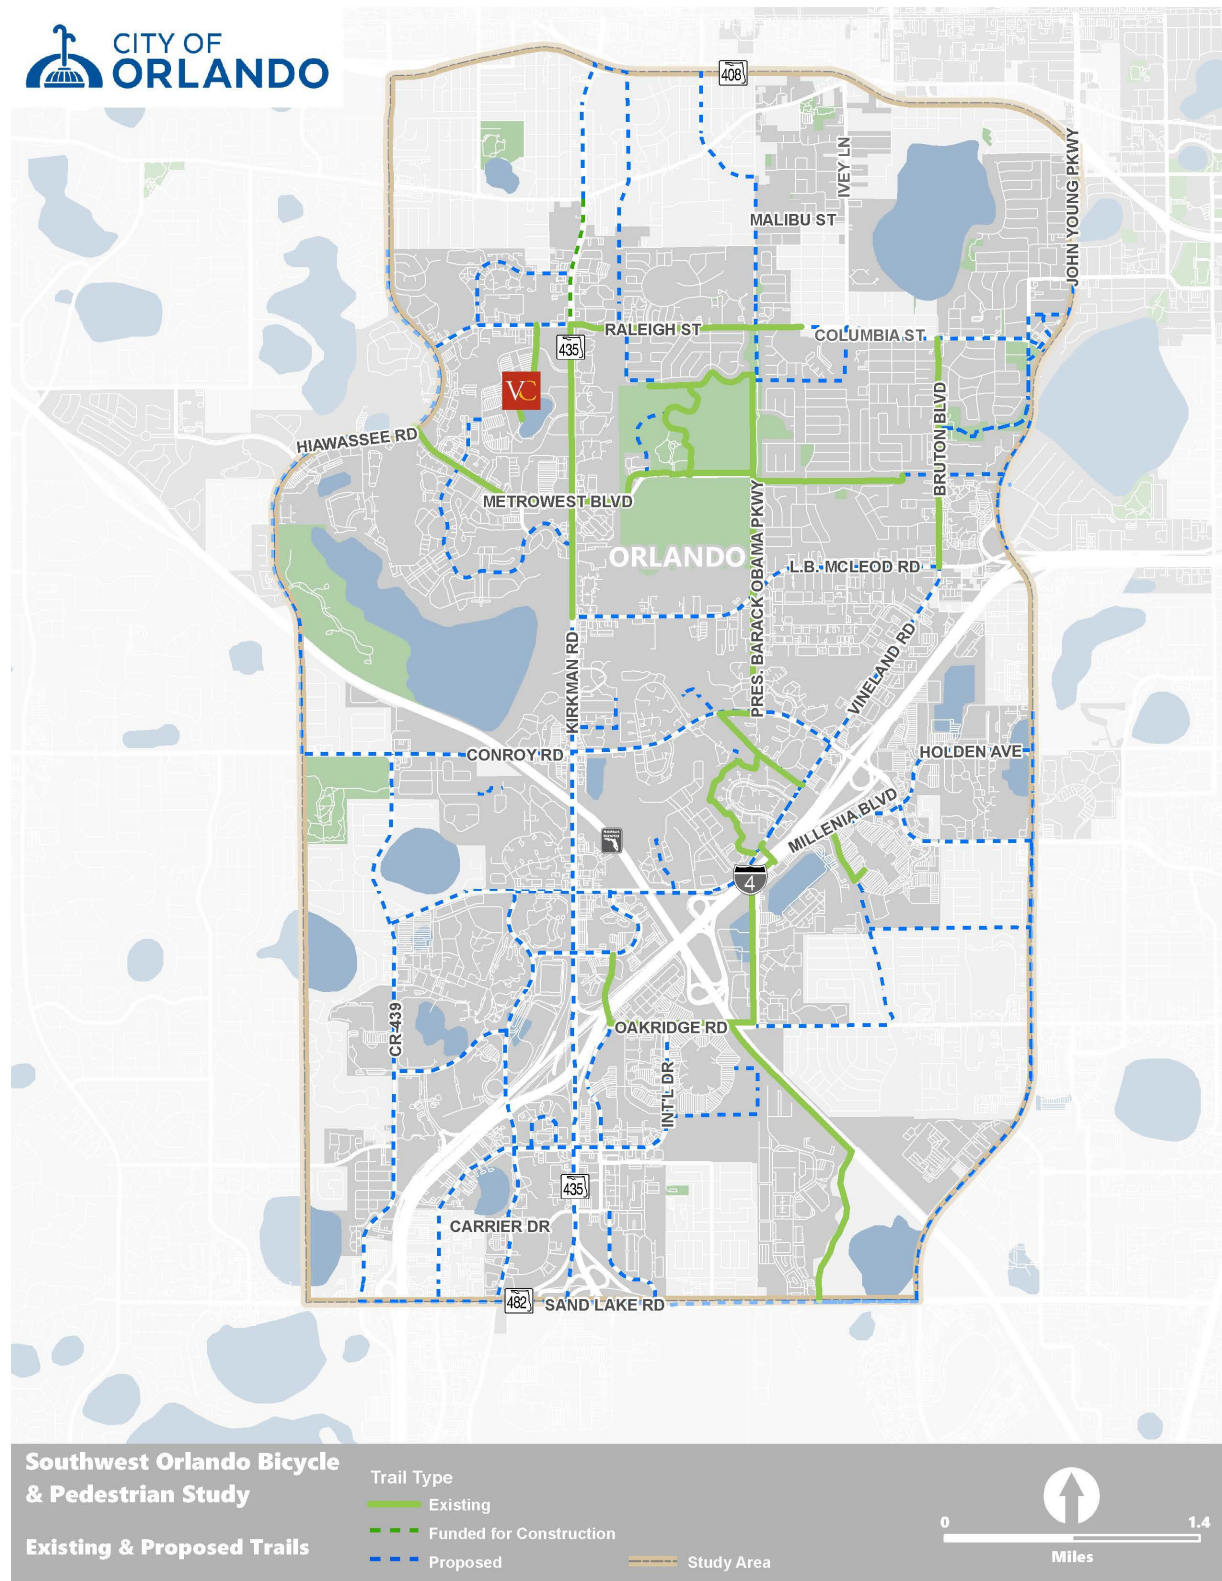 CITY OF
ORLANDO
408
JOHN YOUNG PKWY
IVEY LN
MALIBU ST
RALEIGH ST
COLUMBIA ST.
435
VC
BRUTON BLVD
HIAWASSEE RD
METROWEST BLVD
ORLANDO
PRES. BARACK OBAMA PKWY
L.B. MCLEOD RD
KIRKMAN RD
VINELAND RD
CONROY RD
HOLDEN AVE
MILLENIA BLVD
4
CR-439
OAKRIDGE RD
INT'L DR
435
CARRIER DR
482
SAND LAKE RD
Southwest Orlando Bicycle
& Pedestrian Study
Existing & Proposed Trails
Trail Type
Existing
Funded for Construction
Proposed
Study Area
0
1.4
Miles